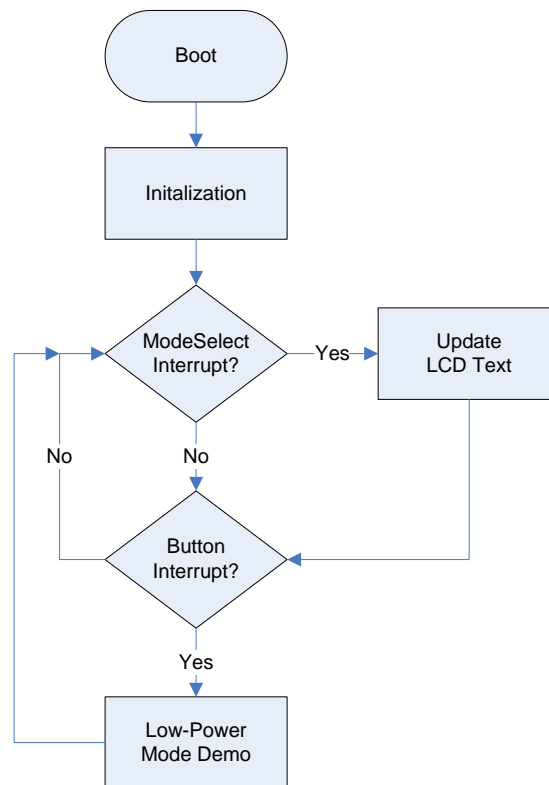 Boot
Initalization
ModeSelect
Interrupt?
Yes
Update
LCD Text
No
No
Button
Interrupt?
Yes
Low-Power
Mode Demo